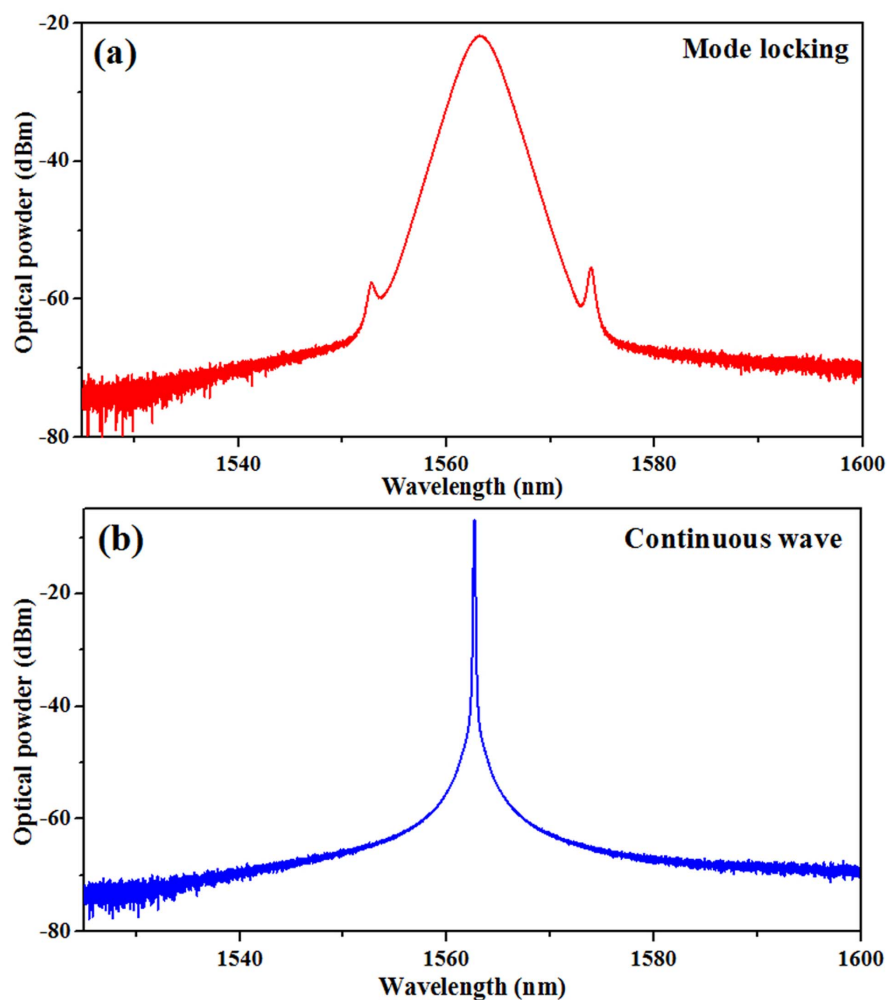 (a)
Mode locking
Optical powder (dBm)
-20
-40
-60
-80
1540
1560
1580
1600
Wavelength (nm)
(b)
Continuous wave
Optical powder (dBm)
-20
-40
-60
-80
1540
1560
1580
1600
Wavelength (nm)